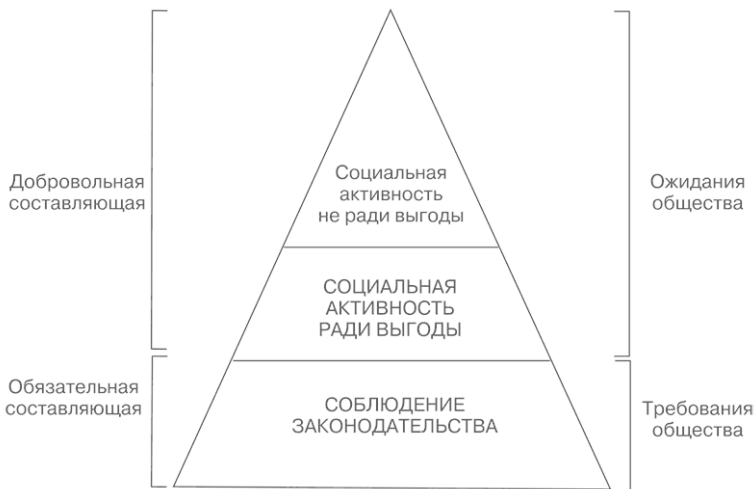 Социальная
активность
не ради выгоды
Добровольная
составляющая
Ожидания
общества
СОЦИАЛЬНАЯ
АКТИВНОСТЬ
РАДИ ВЫГОДЫ
Обязательная
составляющая
СОБЛЮДЕНИЕ
ЗАКОНОДАТЕЛЬСТВА
Требования
общества